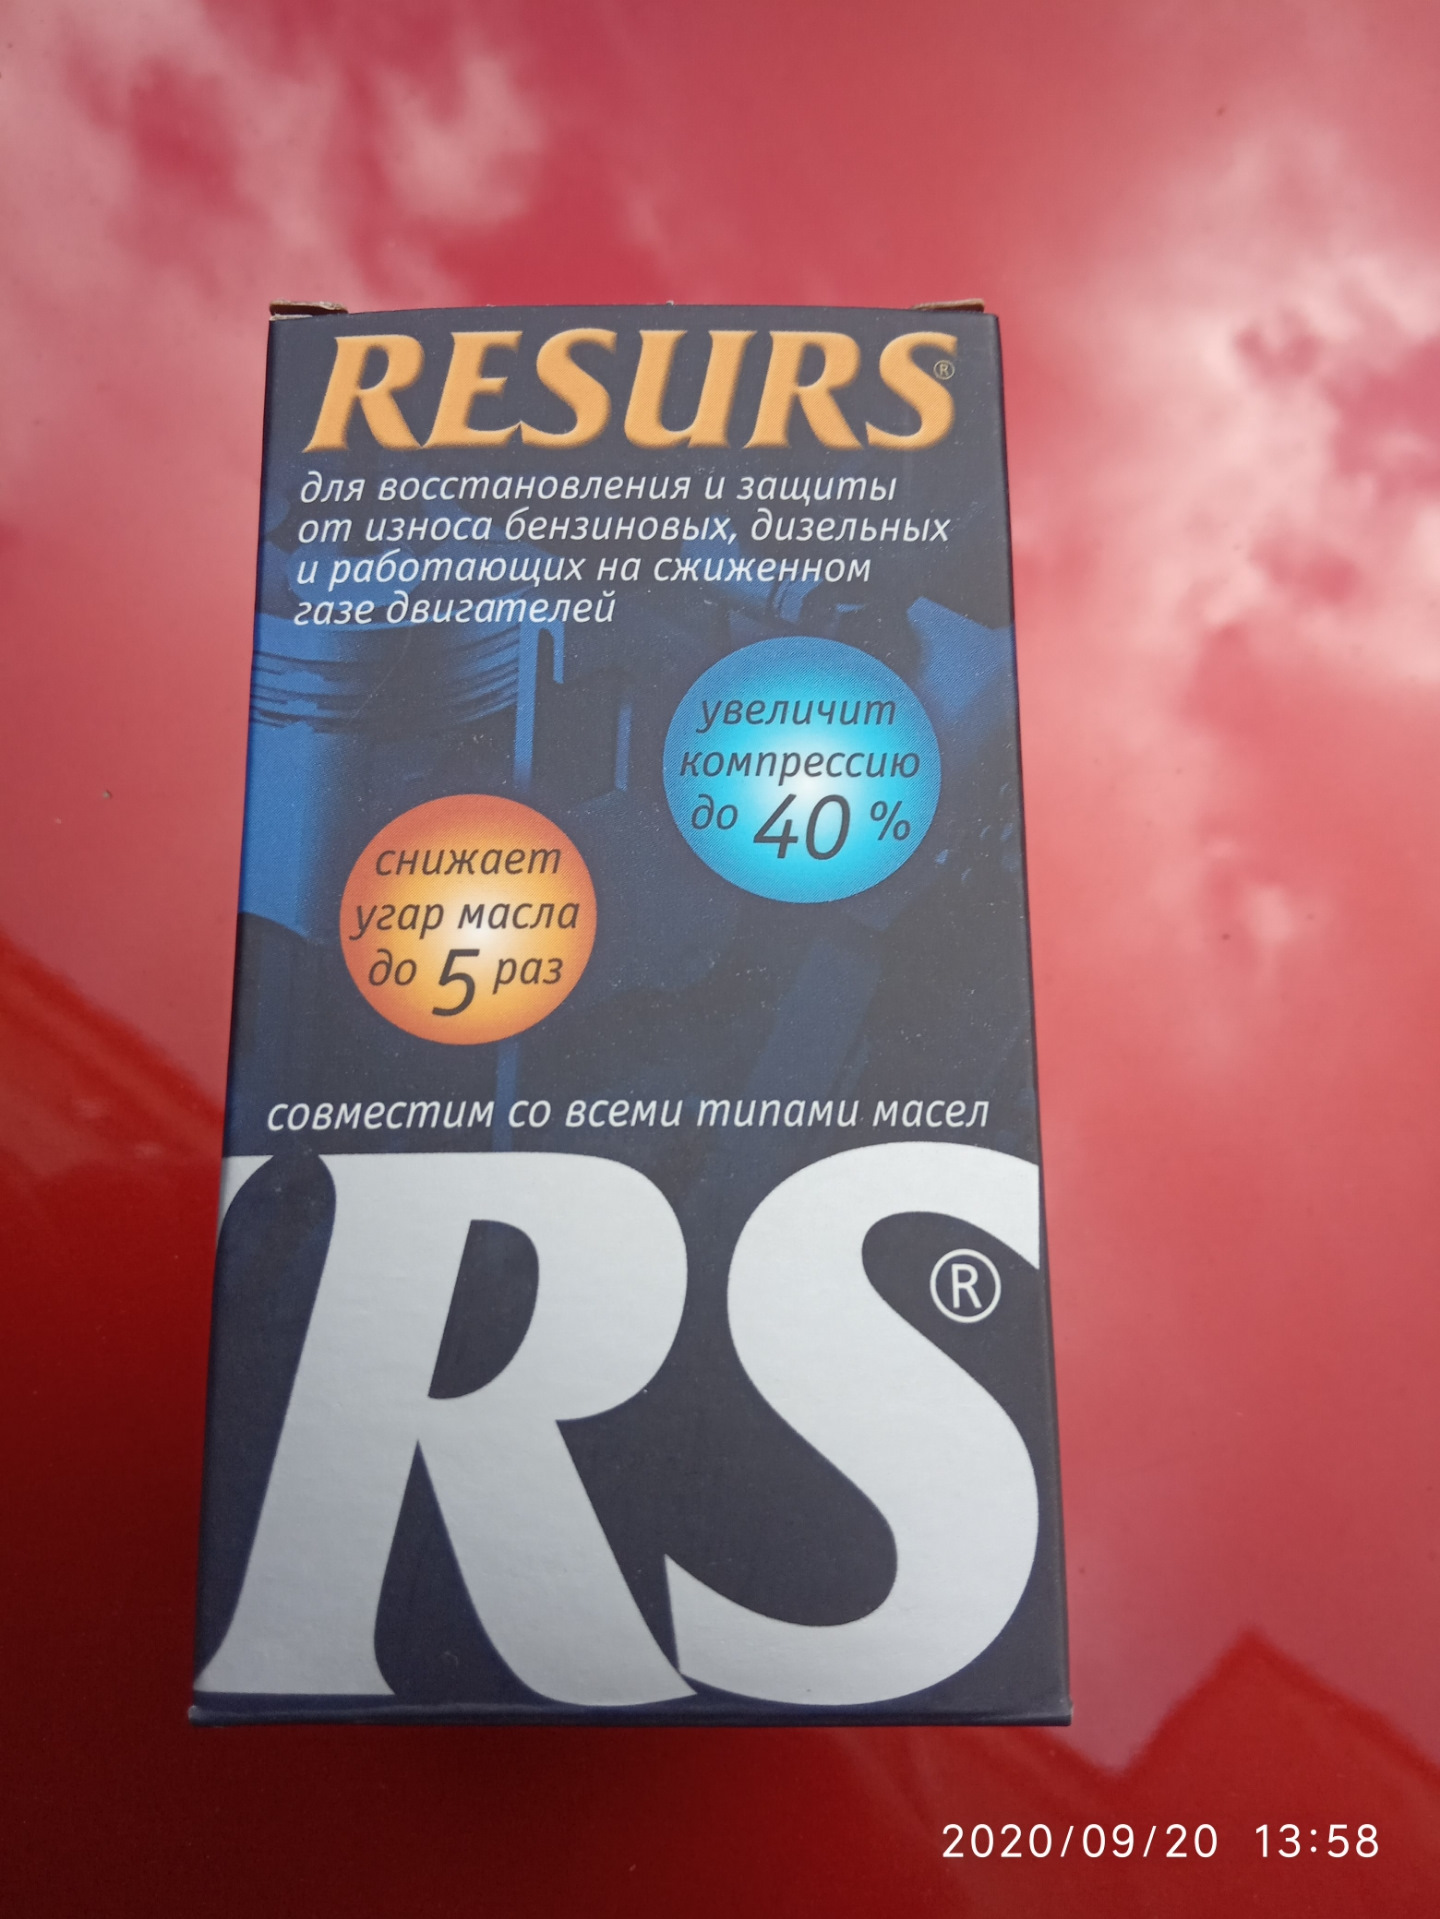 RESURS®
для восстановления и защиты
от износа бензиновых, дизельных
и работающих на сжиженном
газе двигателей
увеличит
компрессию
до 40 %
снижает
угар масла
до 5 раз
совместим со всеми типами масел
RS®
2020/09/20 13:58